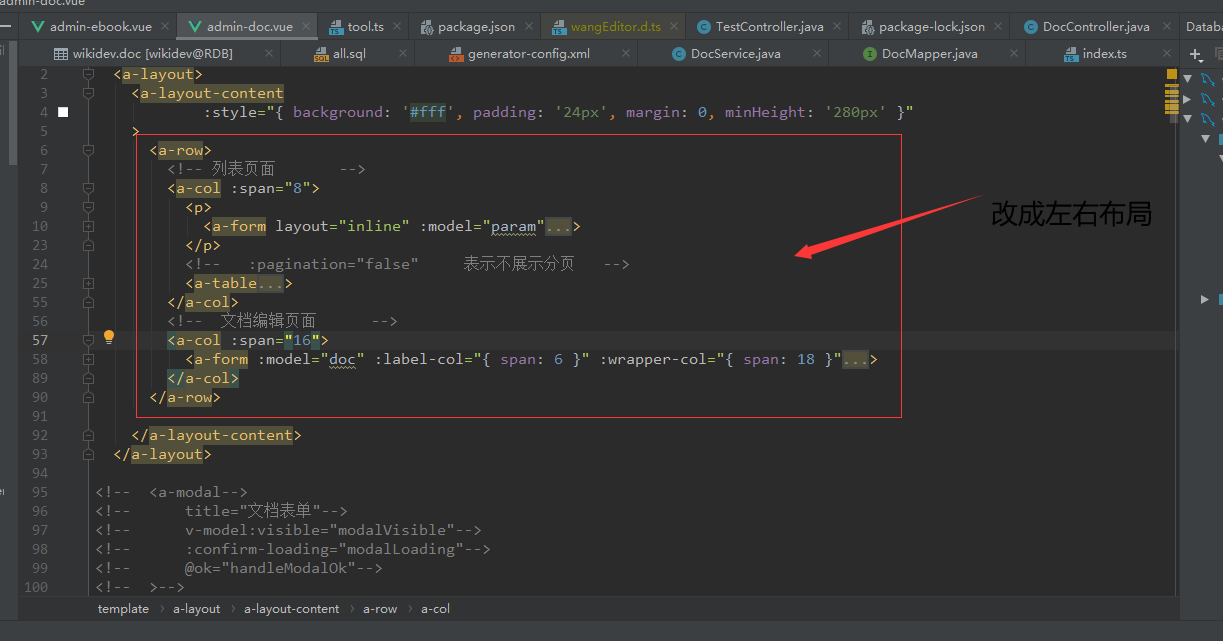 admin-doc.vue
admin-ebook.vue admin-doc.vue tool.ts package.json wangEditor.d.ts TestController.java package-lock.json DocController.java Databa
wikidev.doc [wikidev@RDB] all.sql generator-config.xml DocService.java DocMapper.java index.ts
2 <a-layout>
3 <a-layout-content
4 :style="{ background: '#fff', padding: '24px', margin: 0, minHeight: '280px' }"
5 >
6 <a-row>
7 <!-- 列表页面 -->
8 <a-col :span="8">
9 <p>
10 <a-form layout="inline" :model="param"...>
23 </p>
24 <!-- :pagination="false" 表示不展示分页 -->
25 <a-table...>
55 </a-col>
56 <!-- 文档编辑页面 -->
57 <a-col :span="16">
58 <a-form :model="doc" :label-col="{ span: 6 }" :wrapper-col="{ span: 18 }"...>
89 </a-col>
90 </a-row>
91
92 </a-layout-content>
93 </a-layout>
94
95 <!-- <a-modal-->
96 <!-- title="文档表单"-->
97 <!-- v-model:visible="modalVisible"-->
98 <!-- :confirm-loading="modalLoading"-->
99 <!-- @ok="handleModalOk"-->
100 <!-- >-->
改成左右布局
template a-layout a-layout-content a-row a-col